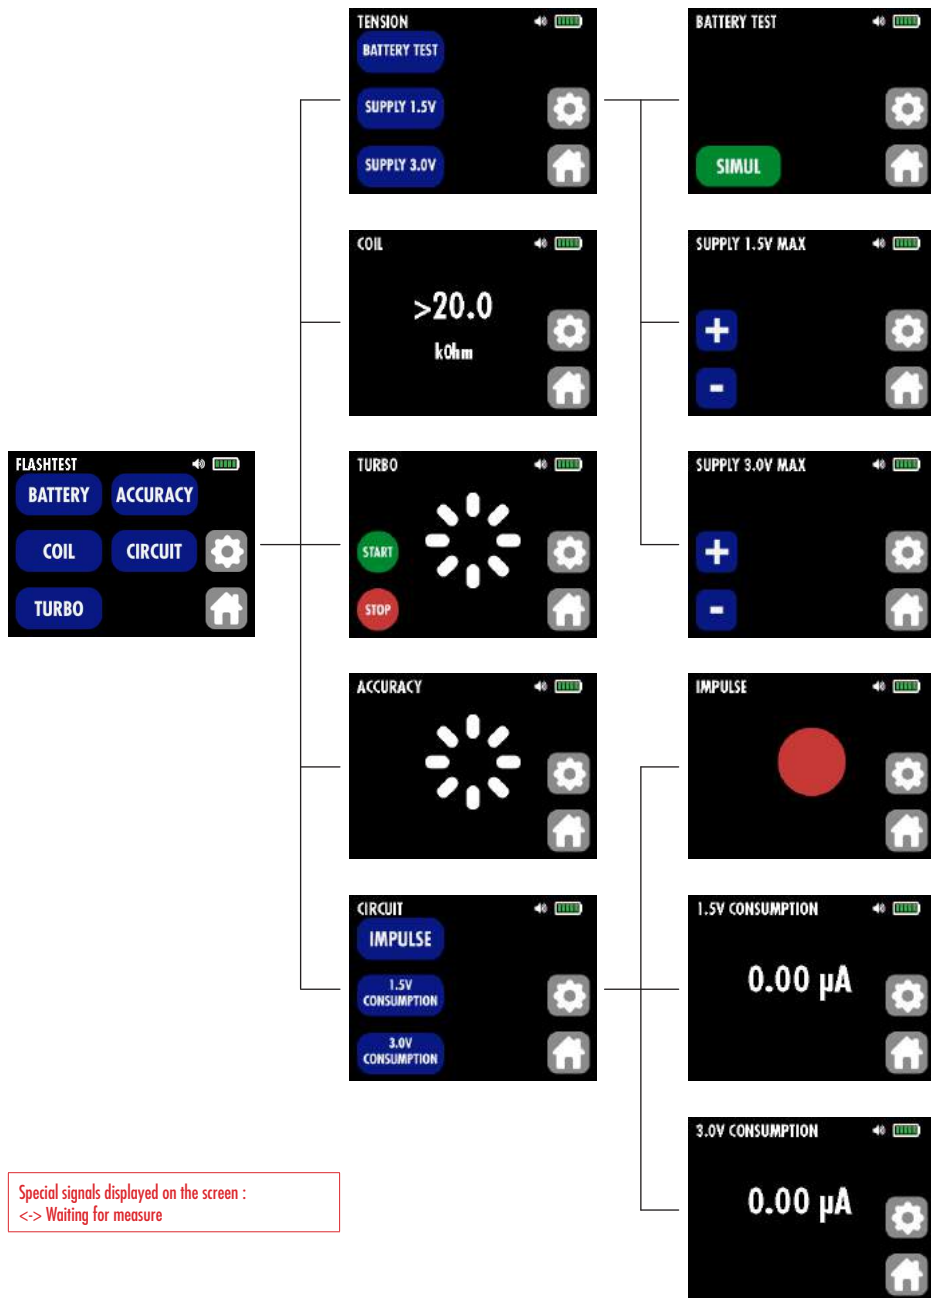 FLASHTEST
BATTERY
ACCURACY
COIL
CIRCUIT
TURBO
TENSION
BATTERY TEST
SUPPLY 1.5V
SUPPLY 3.0V
COIL
>20.0
kOhm
TURBO
START
STOP
ACCURACY
CIRCUIT
IMPULSE
1.5V
CONSUMPTION
3.0V
CONSUMPTION
BATTERY TEST
SIMUL
SUPPLY 1.5V MAX
+
-
SUPPLY 3.0V MAX
+
-
IMPULSE
1.5V CONSUMPTION
0.00 µA
3.0V CONSUMPTION
0.00 µA
Special signals displayed on the screen :
<-> Waiting for measure